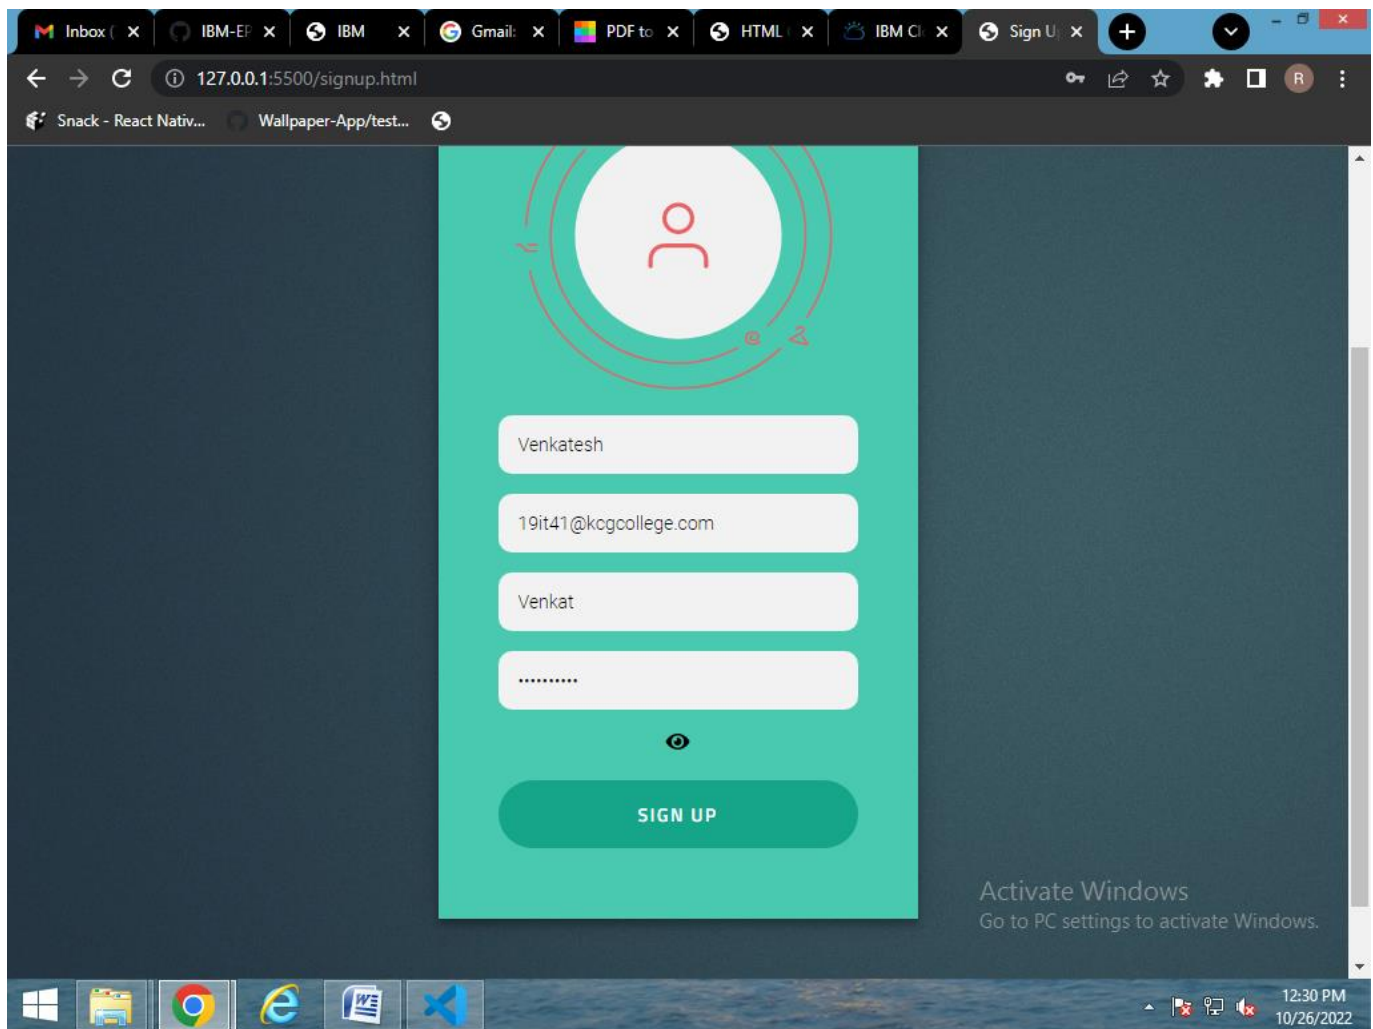 Inbox ( IBM-EP IBM Gmail: PDF to HTML IBM Cl Sign U
127.0.0.1:5500/signup.html R
Snack - React Nativ... Wallpaper-App/test...
Venkatesh
19it41@kcgcollege.com
Venkat
••••••••••
SIGN UP
Activate Windows
Go to PC settings to activate Windows.
12:30 PM
10/26/2022